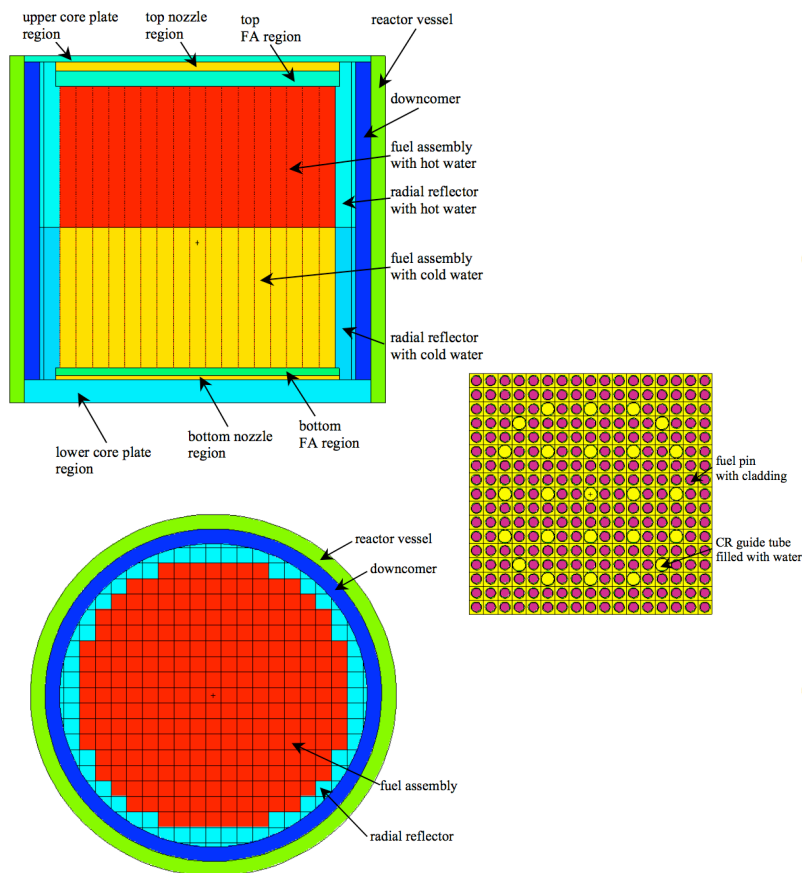 upper core plate
region
top nozzle
region
top
FA region
reactor vessel
downcomer
fuel assembly
with hot water
radial reflector
with hot water
fuel assembly
with cold water
radial reflector
with cold water
lower core plate
region
bottom nozzle
region
bottom
FA region
fuel pin
with cladding
CR guide tube
filled with water
reactor vessel
downcomer
fuel assembly
radial reflector